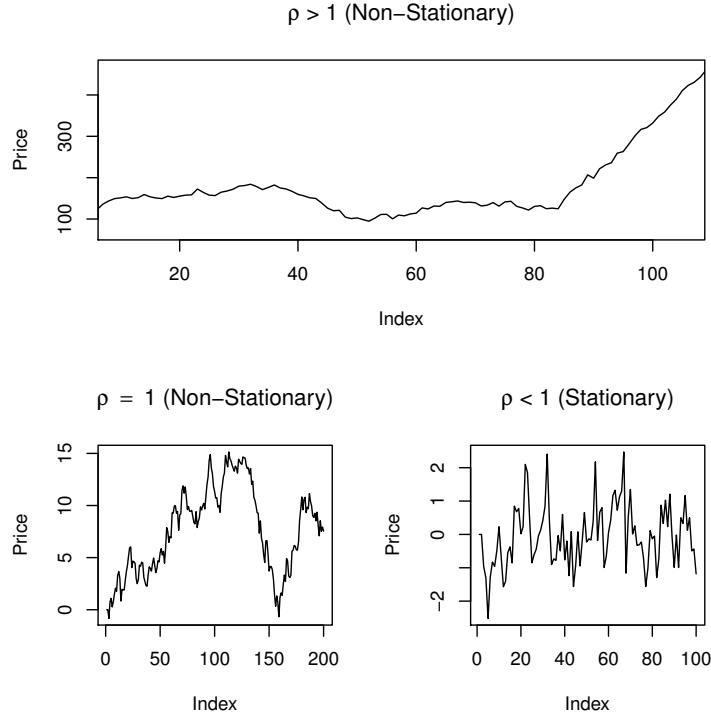 ρ > 1 (Non−Stationary)
Price
300
100
20 40 60 80 100
Index
ρ = 1 (Non−Stationary)
Price
15
10
5
0
0 50 100 150 200
Index
ρ < 1 (Stationary)
Price
2
0
−2
0 20 40 60 80 100
Index